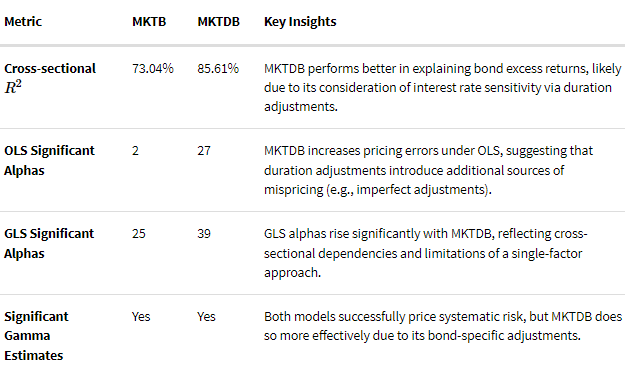 Metric MKTB MKTDB Key Insights
Cross-sectional 73.04% 85.61% MKTDB performs better in explaining bond excess returns, likely
R² due to its consideration of interest rate sensitivity via duration
adjustments.
OLS Significant 2 27 MKTDB increases pricing errors under OLS, suggesting that
Alphas duration adjustments introduce additional sources of
mispricing (e.g., imperfect adjustments).
GLS Significant 25 39 GLS alphas rise significantly with MKTDB, reflecting cross-
Alphas sectional dependencies and limitations of a single-factor
approach.
Significant Yes Yes Both models successfully price systematic risk, but MKTDB does
Gamma so more effectively due to its bond-specific adjustments.
Estimates